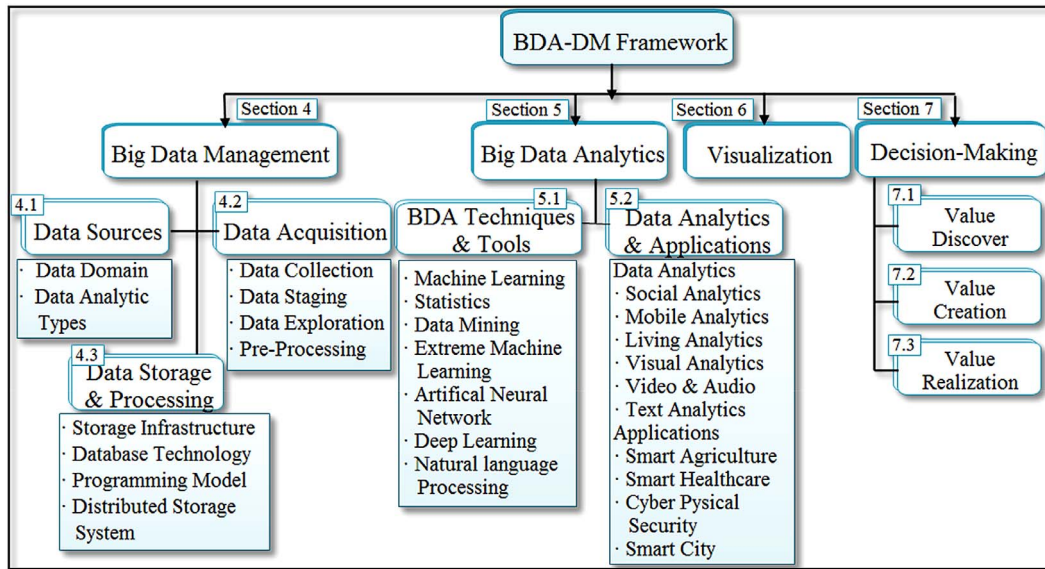 BDA-DM Framework
Section 4
Section 5
Section 6
Section 7
Big Data Management
Big Data Analytics
Visualization
Decision-Making
4.1
Data Sources
· Data Domain
· Data Analytic
Types
4.2
Data Acquisition
· Data Collection
· Data Staging
· Data Exploration
· Pre-Processing
4.3
Data Storage
& Processing
· Storage Infrastructure
· Database Technology
· Programming Model
· Distributed Storage
System
5.1
BDA Techniques
& Tools
· Machine Learning
· Statistics
· Data Mining
· Extreme Machine
Learning
· Artifical Neural
Network
· Deep Learning
· Natural language
Processing
5.2
Data Analytics
& Applications
Data Analytics
· Social Analytics
· Mobile Analytics
· Living Analytics
· Visual Analytics
· Video & Audio
· Text Analytics
Applications
· Smart Agriculture
· Smart Healthcare
· Cyber Pysical
Security
· Smart City
7.1
Value
Discover
7.2
Value
Creation
7.3
Value
Realization